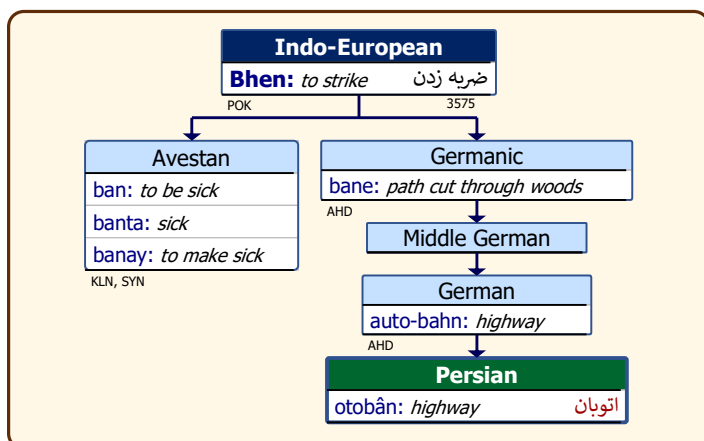 Indo-European
Bhen: to strike ضربه زدن
POK 3575
Avestan
ban: to be sick
banta: sick
banay: to make sick
KLN, SYN
Germanic
bane: path cut through woods
AHD
Middle German
German
auto-bahn: highway
AHD
Persian
otobân: highway اتوبان